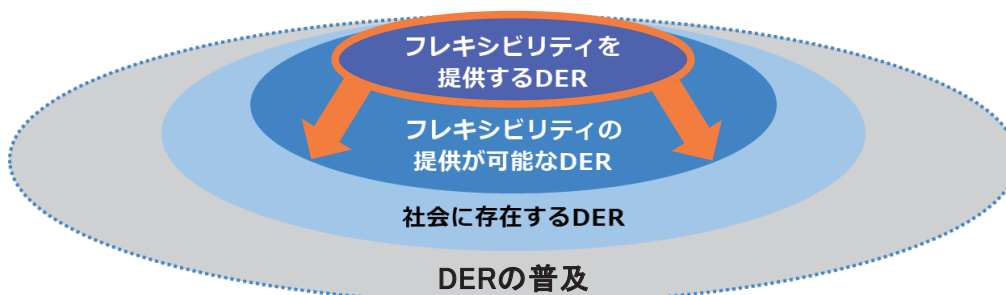 フレキシビリティを
提供するDER
フレキシビリティの
提供が可能なDER
社会に存在するDER
DERの普及